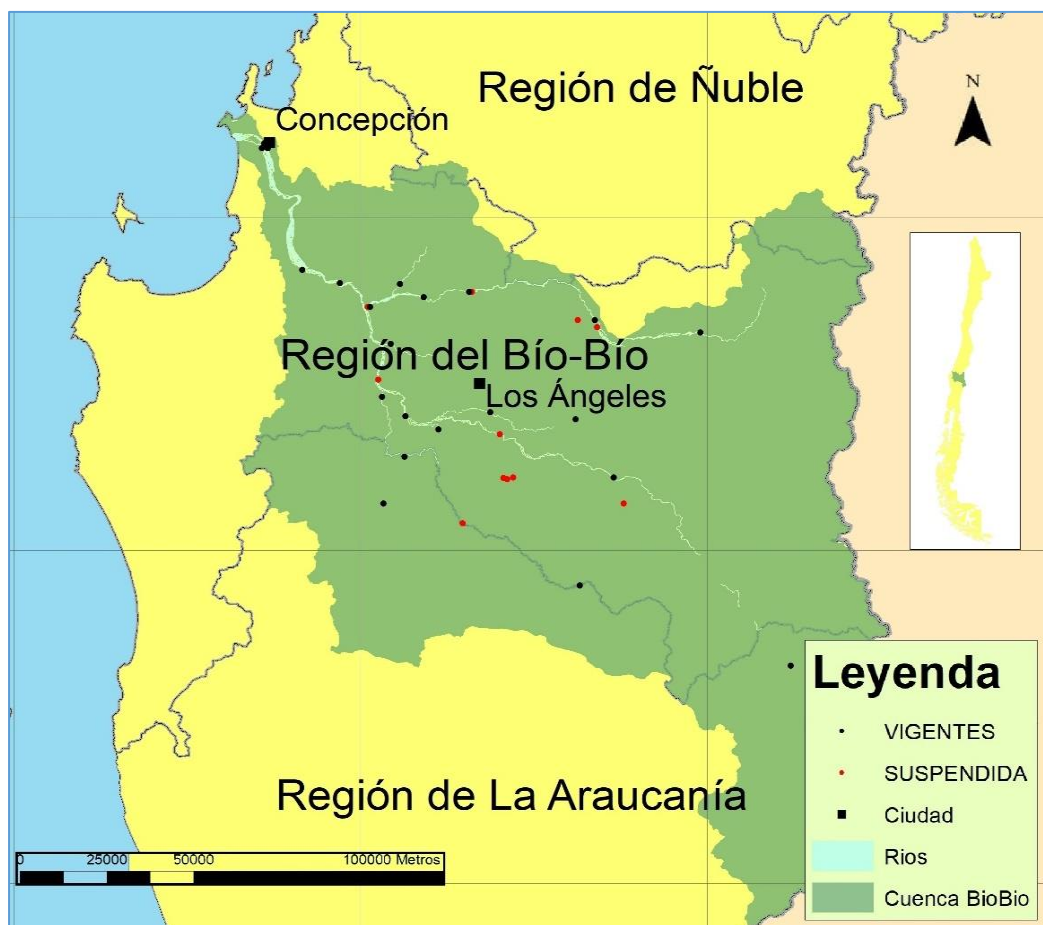 Región de Ñuble
N
Concepción
Región del Bío-Bío
Los Ángeles
Región de La Araucanía
Leyenda
VIGENTES
SUSPENDIDA
Ciudad
Rios
Cuenca BioBio
0 25000 50000 100000 Metros